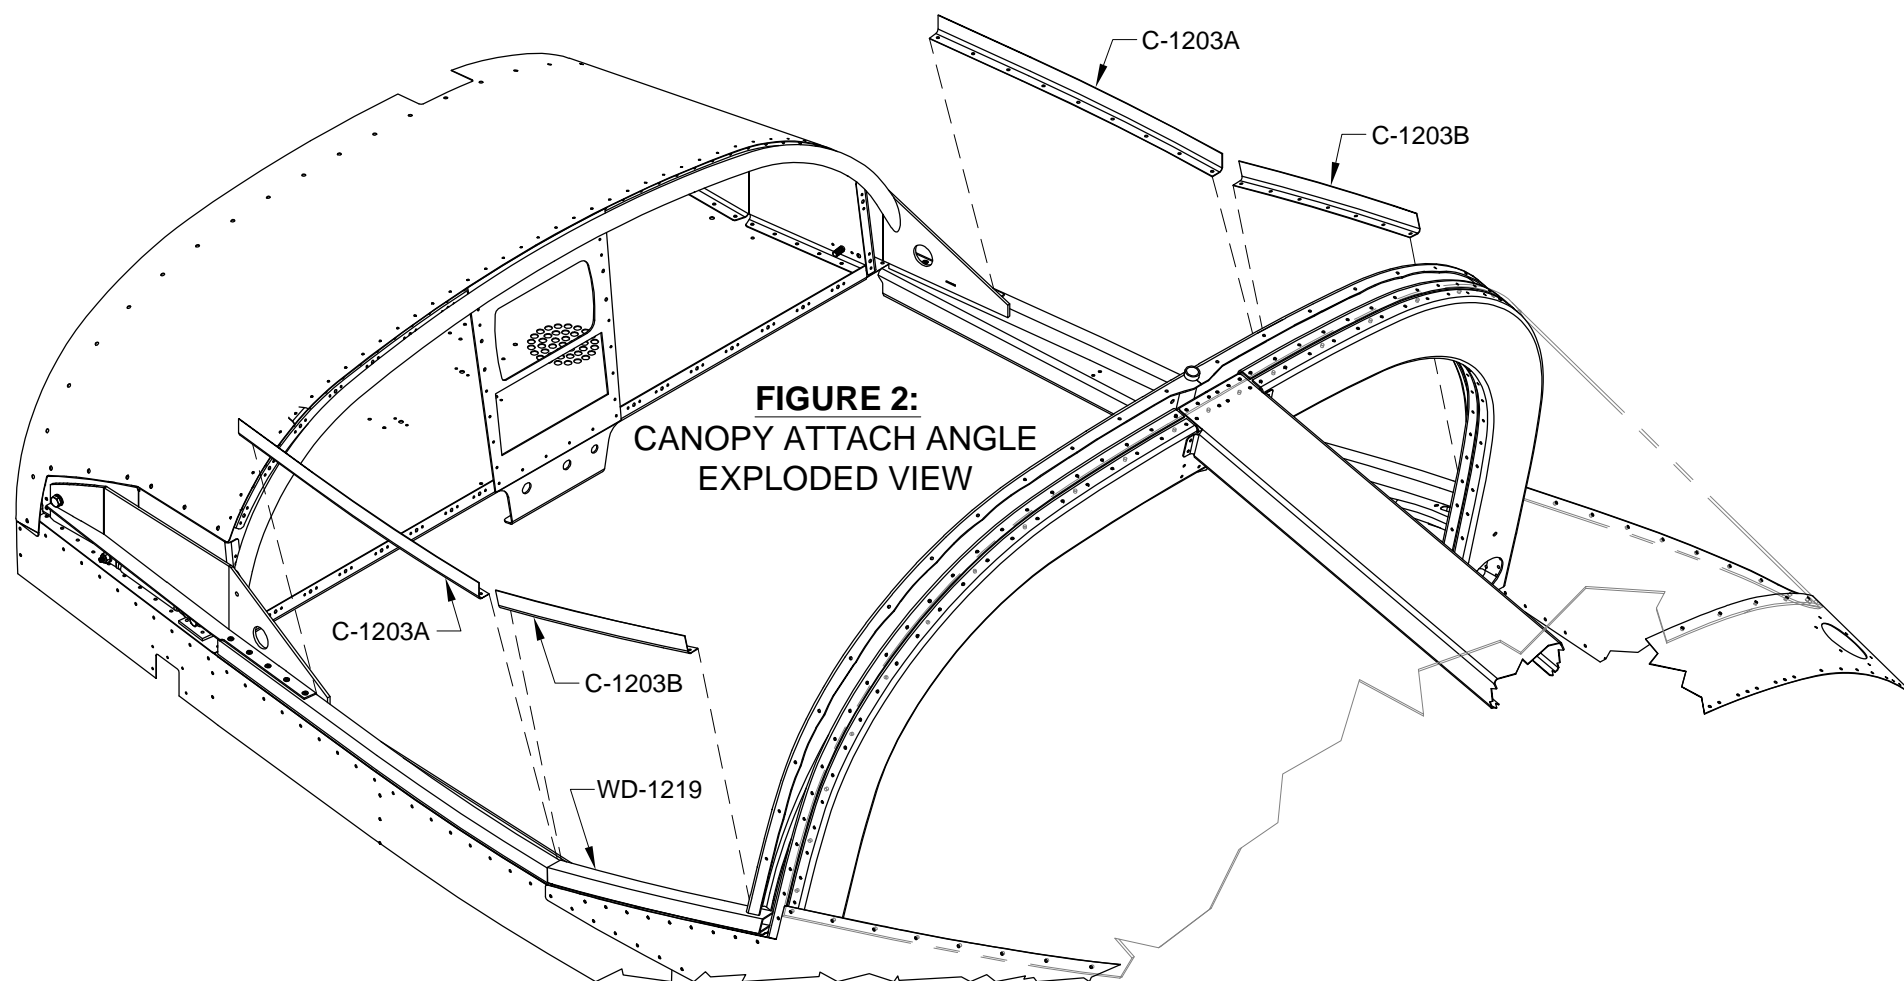 C-1203A
C-1203B
FIGURE 2:
CANOPY ATTACH ANGLE
EXPLODED VIEW
C-1203A
C-1203B
WD-1219